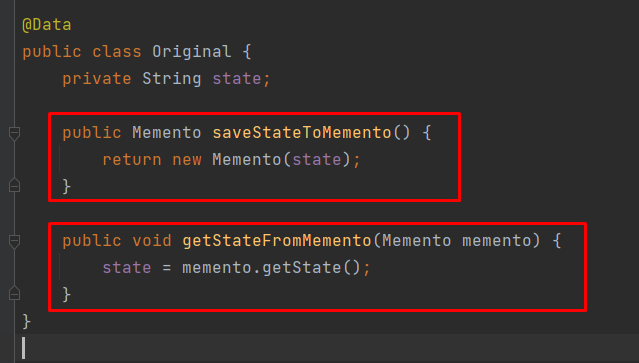 @Data
public class Original {
    private String state;
    public Memento saveStateToMemento() {
        return new Memento(state);
    }
    public void getStateFromMemento(Memento memento) {
        state = memento.getState();
    }
}